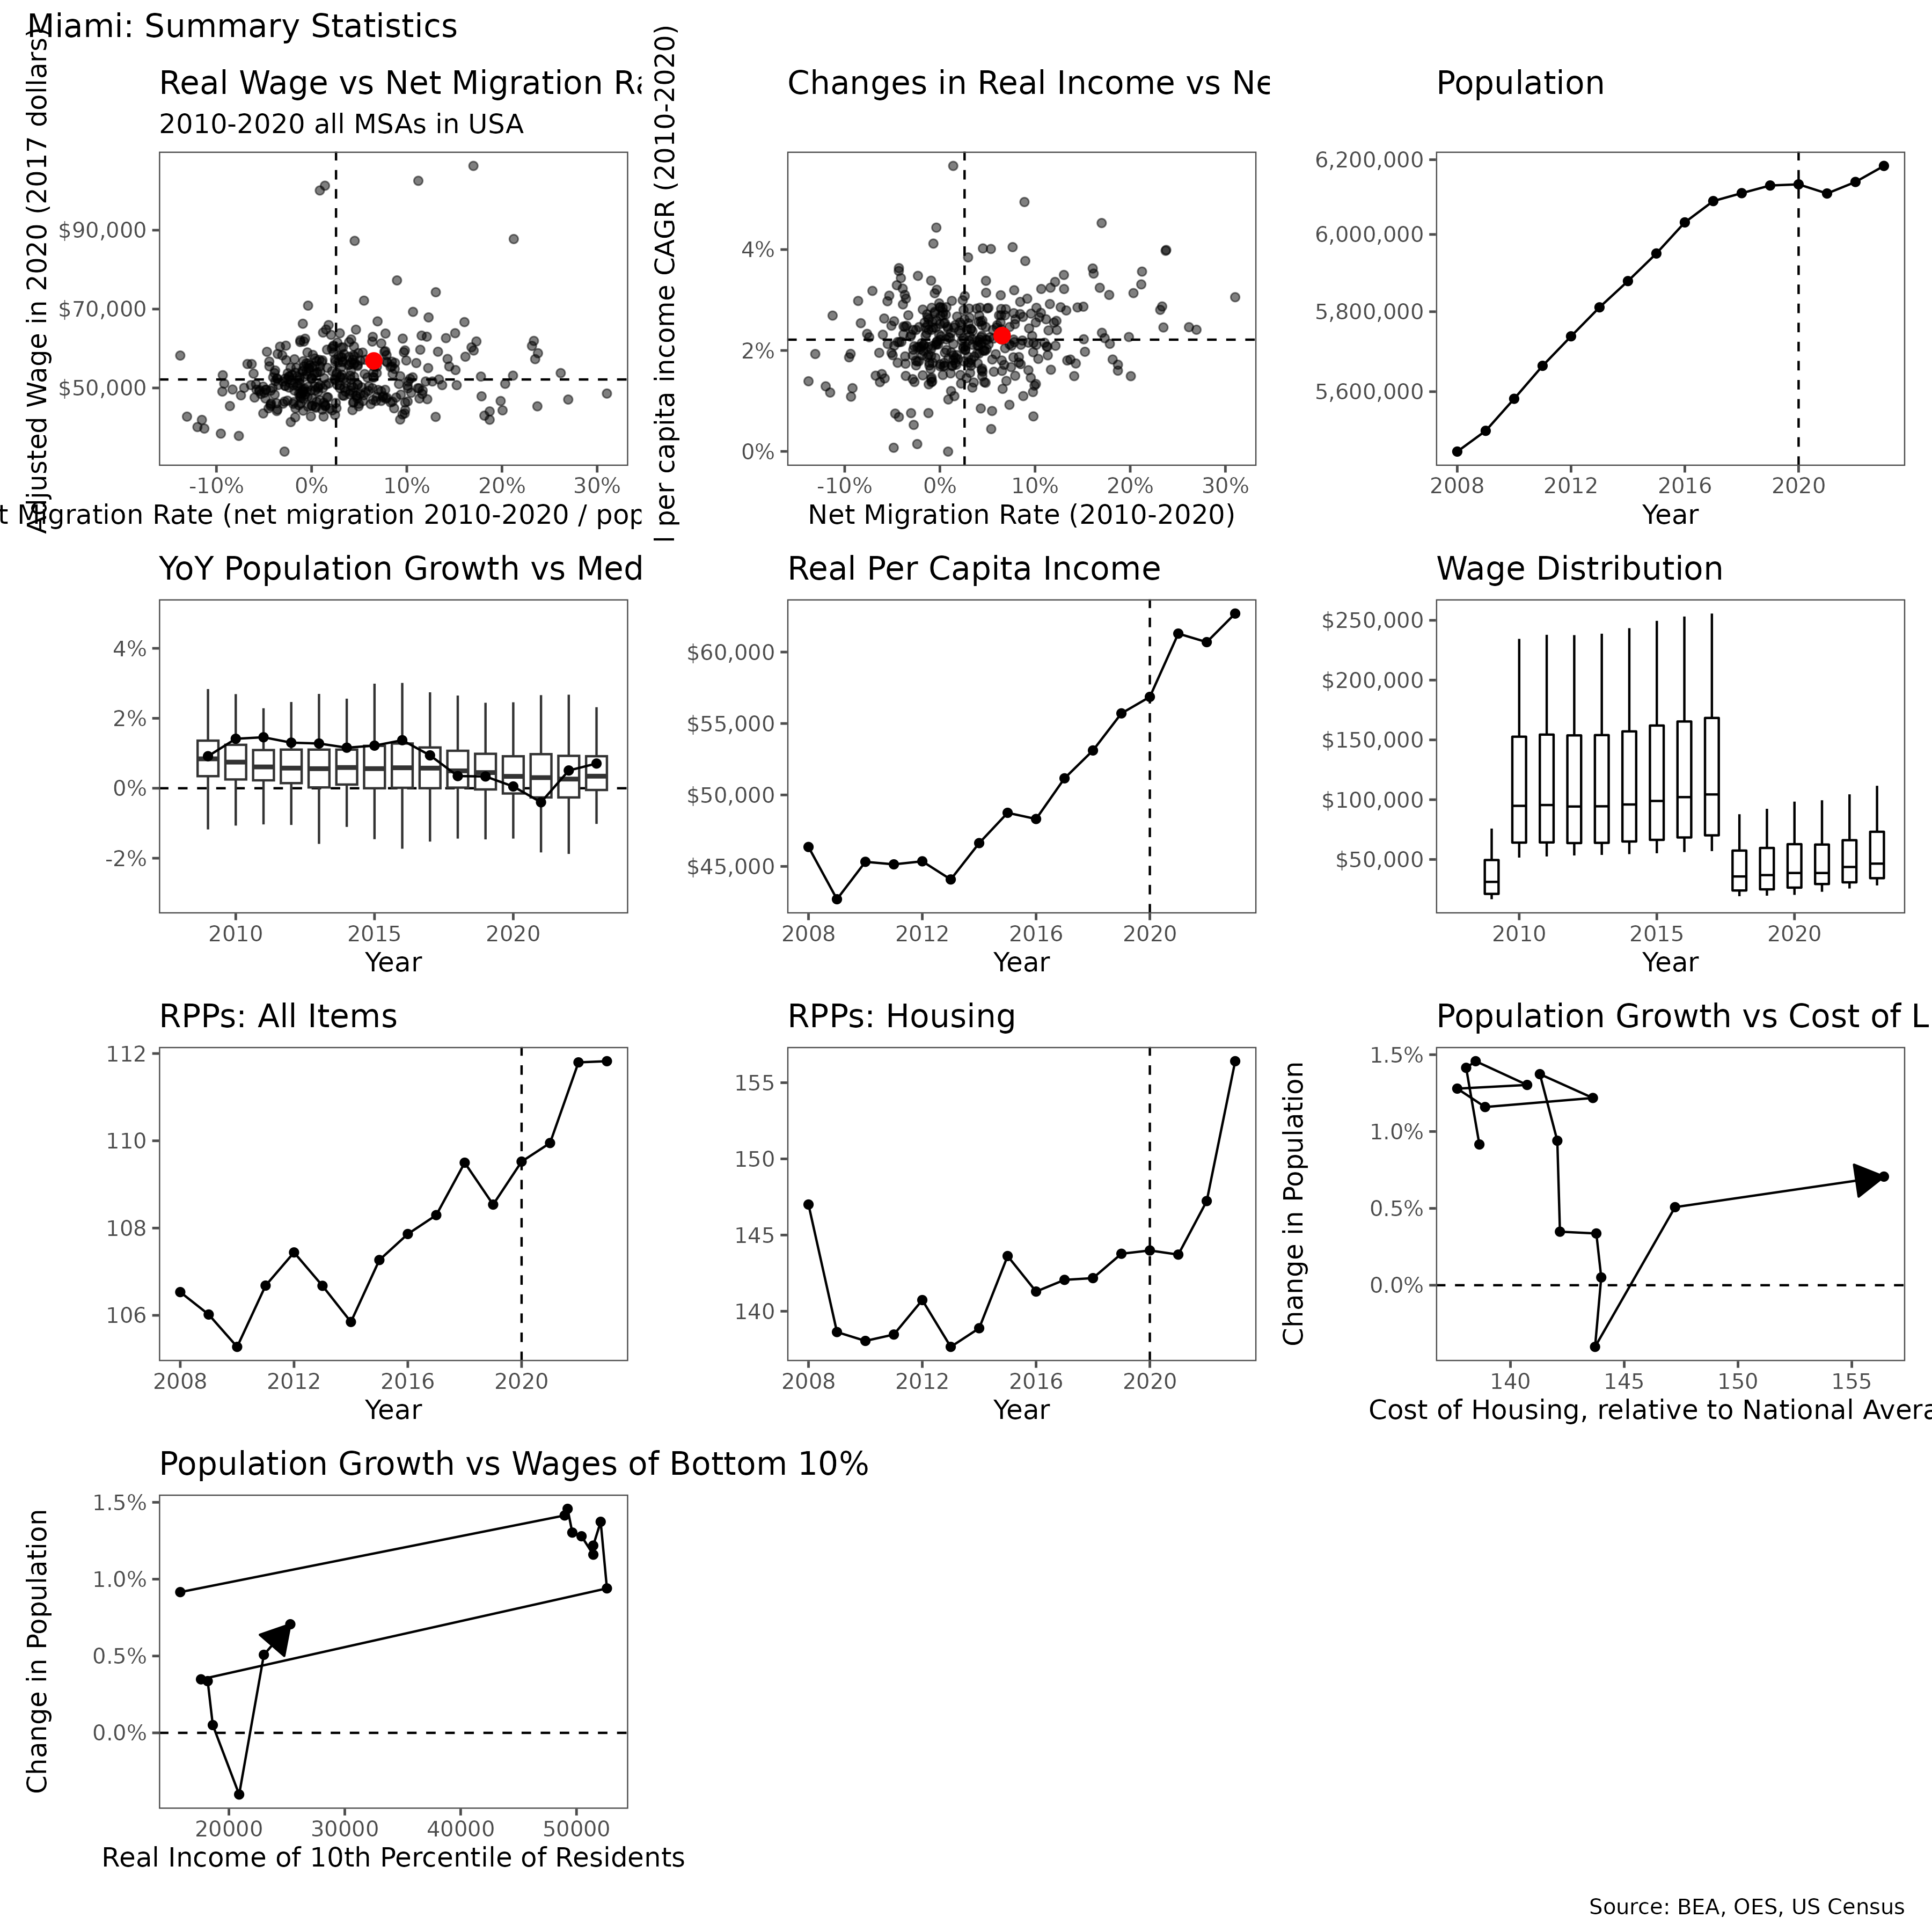 Miami: Summary Statistics
Real Wage vs Net Migration
2010-2020 all MSAs in USA
Adjusted Wage in 2020 (2017 dollars)
$90,000
$70,000
$50,000
-10% 0% 10% 20% 30%
Migration Rate (net migration 2010-2020 / pop
Changes in Real Income vs
per capita income CAGR (2010-2020)
4%
2%
0%
-10% 0% 10% 20% 30%
Net Migration Rate (2010-2020)
Population
6,200,000
6,000,000
5,800,000
5,600,000
2008 2012 2016 2020
Year
YoY Population Growth vs Med
4%
2%
0%
-2%
2010 2015 2020
Year
Real Per Capita Income
$60,000
$55,000
$50,000
$45,000
2008 2012 2016 2020
Year
Wage Distribution
$250,000
$200,000
$150,000
$100,000
$50,000
2010 2015 2020
Year
RPPs: All Items
112
110
108
106
2008 2012 2016 2020
Year
RPPs: Housing
155
150
145
140
2008 2012 2016 2020
Year
Population Growth vs Cost of L
Change in Population
1.5%
1.0%
0.5%
0.0%
140 145 150 155
Cost of Housing, relative to National Avera
Population Growth vs Wages of Bottom 10%
Change in Population
1.5%
1.0%
0.5%
0.0%
20000 30000 40000 50000
Real Income of 10th Percentile of Residents
Source: BEA, OES, US Census